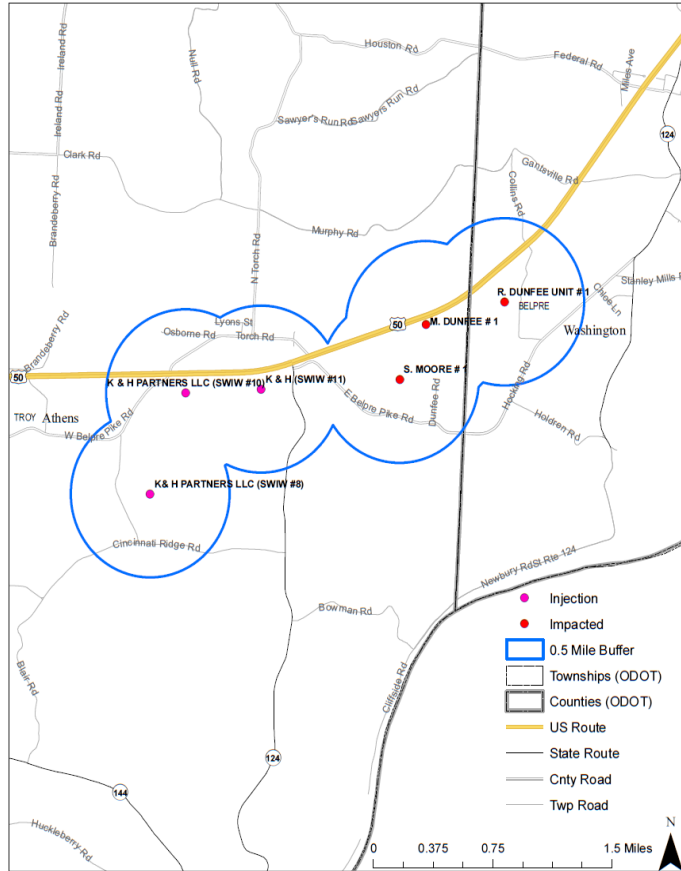 Houston Rd
Federal Rd
Miles Ave
Ireland Rd
Ireland Rd
Null Rd
Sawyer's Run Rd
Sawyers Run Rd
124
Clark Rd
Gantsville Rd
Collins Rd
Brandeberry Rd
Murphy Rd
N Torch Rd
Stanley Mills
Chloe Ln
R. DUNFEE UNIT # 1
BELPRE
50
M. DUNFEE # 1
Washington
Lyons St
Osborne Rd
Torch Rd
Brandeberry Rd
50
K & H PARTNERS LLC (SWIW #10)
K & H (SWIW #11)
S. MOORE # 1
E Belpre Pike Rd
Dunfee Rd
Hocking Rd
Holdren Rd
TROY
Athens
W Belpre Pike Rd
K& H PARTNERS LLC (SWIW #8)
Cincinnati Ridge Rd
Newbury Rd
St Rte 124
Bowman Rd
Cliffside Rd
Blair Rd
124
144
Huckleberry Rd
Injection
Impacted
0.5 Mile Buffer
Townships (ODOT)
Counties (ODOT)
US Route
State Route
Cnty Road
Twp Road
N
0 0.375 0.75 1.5 Miles